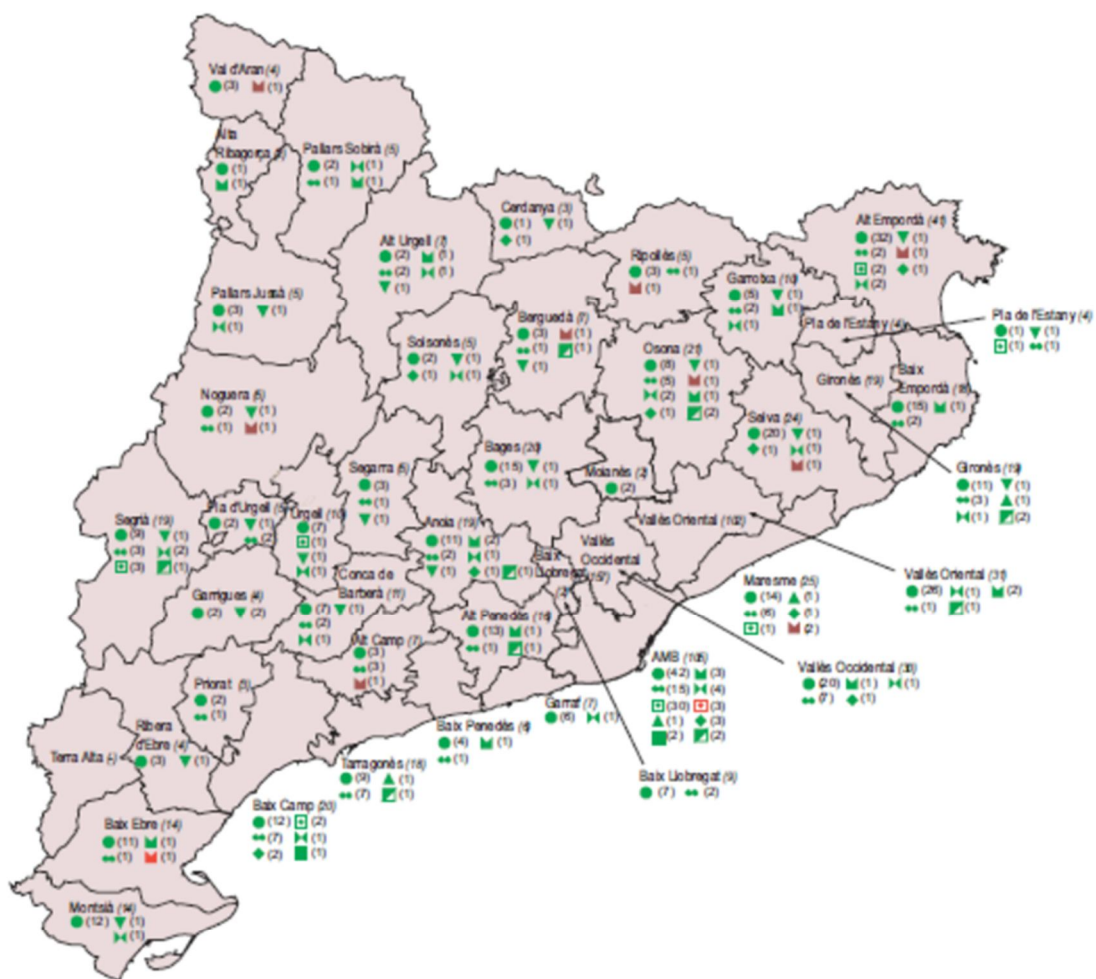 Val d'Aran (4)
(3) (1)
Alta
Ribagorça
(1)
(1)
Pallars Sobirà (5)
(2) (1)
(1) (1)
Cerdanya (3)
(1) (1)
(1)
Alt Urgell (7)
(2) (1)
(2) (1)
(1)
Ripollès (5)
(3) (1)
(1)
Alt Empordà (41)
(32) (1)
(2) (1)
(2) (1)
(2)
Garrotxa (10)
(5) (1)
(2) (1)
(1)
Pla de l'Estany (4)
Pla de l'Estany (4)
(1) (1)
(1) (1)
Pallars Jussà (5)
(3) (1)
(1)
Solsonès (5)
(2) (1)
(1) (1)
Berguedà (7)
(3) (1)
(1) (1)
(1)
Osona (21)
(8) (1)
(5) (1)
(2) (1)
(1) (2)
Gironès (19)
Baix
Empordà (18)
(15) (1)
(2)
Noguera (5)
(2) (1)
(1) (1)
Selva (24)
(20) (1)
(1) (1)
(1)
Bages (20)
(15) (1)
(3) (1)
Moianès (2)
(2)
Segarra (5)
(3)
(1)
(1)
Gironès (19)
(11) (1)
(3) (1)
(1) (2)
Segrià (19)
(9) (1)
(3) (2)
(3) (1)
Pla d'Urgell (5)
(2) (1)
(2)
Urgell (10)
(7)
(1)
(1)
(1)
Anoia (19)
(11) (2)
(2) (1)
(1) (1) (1)
Vallès Oriental (102)
Vallès
Occidental
Baix
Llobregat
Vallès Oriental (31)
(26) (1) (2)
(1) (1)
Maresme (25)
(14) (1)
(6) (1)
(1) (2)
Garrigues (4)
(2) (2)
Conca de
Barberà (11)
(7) (1)
(2)
(1)
Alt Penedès (16)
(13) (1)
(1) (1)
Alt Camp (7)
(3)
(3)
(1)
AMB (105)
(42) (3)
(15) (4)
(30) (3)
(1) (3)
(2) (2)
Vallès Occidental (30)
(20) (1) (1)
(7) (1)
Priorat (3)
(2)
(1)
Garraf (7)
(6) (1)
Baix Penedès (6)
(4) (1)
(1)
Ribera
d'Ebre (4)
(3) (1)
Terra Alta (-)
Tarragonès (18)
(9) (1)
(7) (1)
Baix Llobregat (9)
(7) (2)
Baix Camp (20)
(12) (2)
(7) (1)
(2) (1)
Baix Ebre (14)
(11) (1)
(1) (1)
Montsià (14)
(12) (1)
(1)